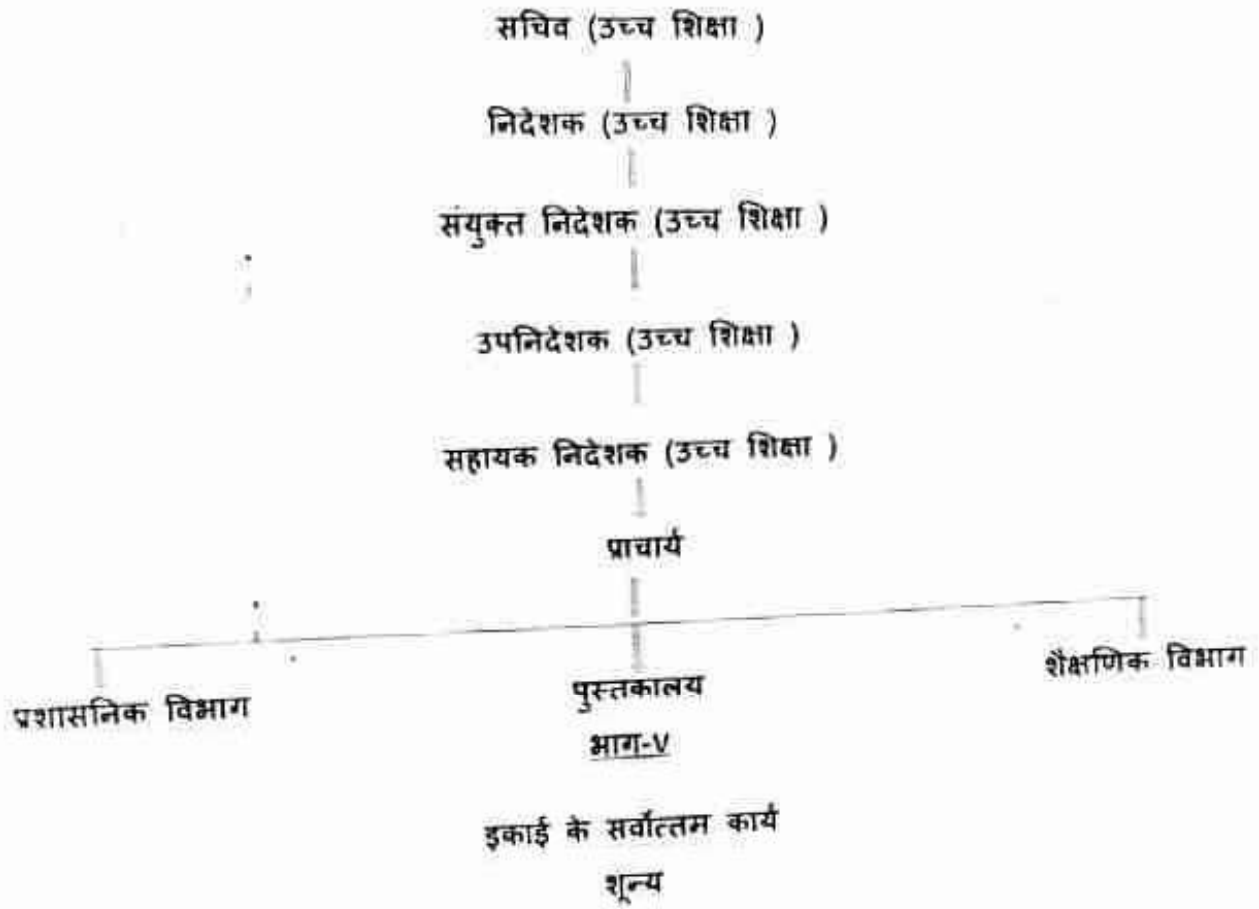 सचिव (उच्च शिक्षा )
निदेशक (उच्च शिक्षा )
संयुक्त निदेशक (उच्च शिक्षा )
उपनिदेशक (उच्च शिक्षा )
सहायक निदेशक (उच्च शिक्षा )
प्राचार्य
प्रशासनिक विभाग पुस्तकालय शैक्षणिक विभाग
भाग-V
इकाई के सर्वोत्तम कार्य
शून्य